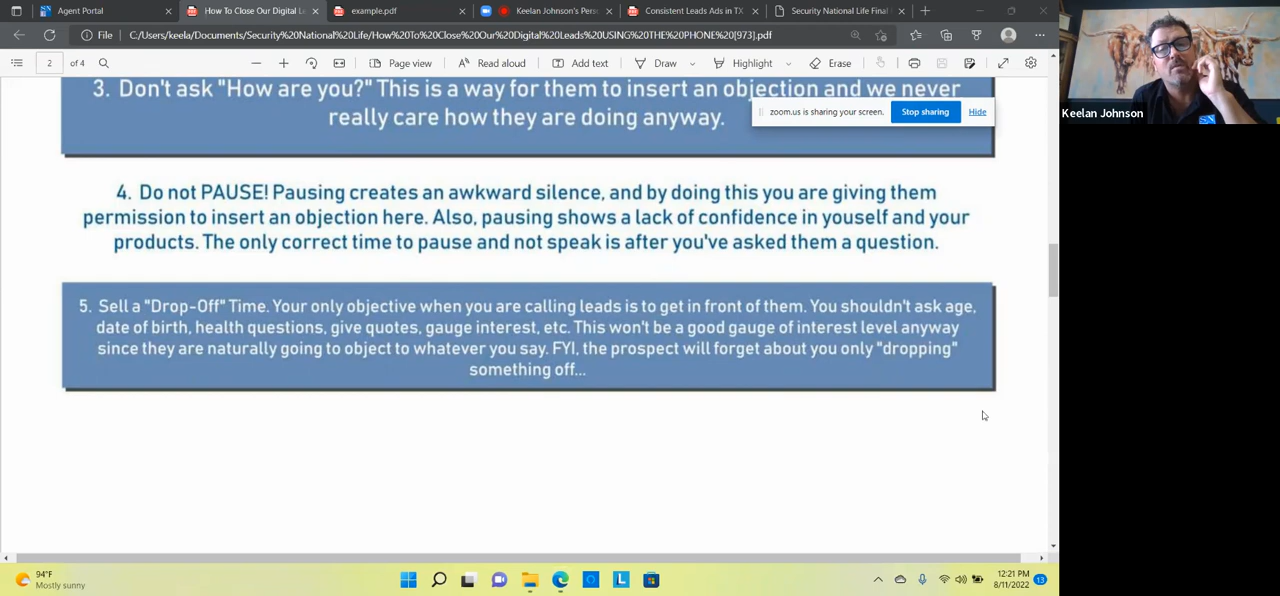 Agent Portal
How To Close Our Digital L
example.pdf
Keelan Johnson's Perso
Consistent Leads Ads in TX
Security National Life Final
File
C:/Users/keela/Documents/Security%20National%20Life/How%20To%20Close%20Our%20Digital%20Leads%20USING%20THE%20PHONE%20[973].pdf
2 of 4
Page view
Read aloud
Add text
Draw
Highlight
Erase
3. Don't ask "How are you?" This is a way for them to insert an objection and we never
really care how they are doing anyway.
zoom.us is sharing your screen.
Stop sharing
Hide
Keelan Johnson
4. Do not PAUSE! Pausing creates an awkward silence, and by doing this you are giving them
permission to insert an objection here. Also, pausing shows a lack of confidence in youself and your
products. The only correct time to pause and not speak is after you've asked them a question.
5. Sell a "Drop-Off" Time. Your only objective when you are calling leads is to get in front of them. You shouldn't ask age,
date of birth, health questions, give quotes, gauge interest, etc. This won't be a good gauge of interest level anyway
since they are naturally going to object to whatever you say. FYI, the prospect will forget about you only "dropping"
something off...
94°F
Mostly sunny
12:21 PM
8/11/2022
13